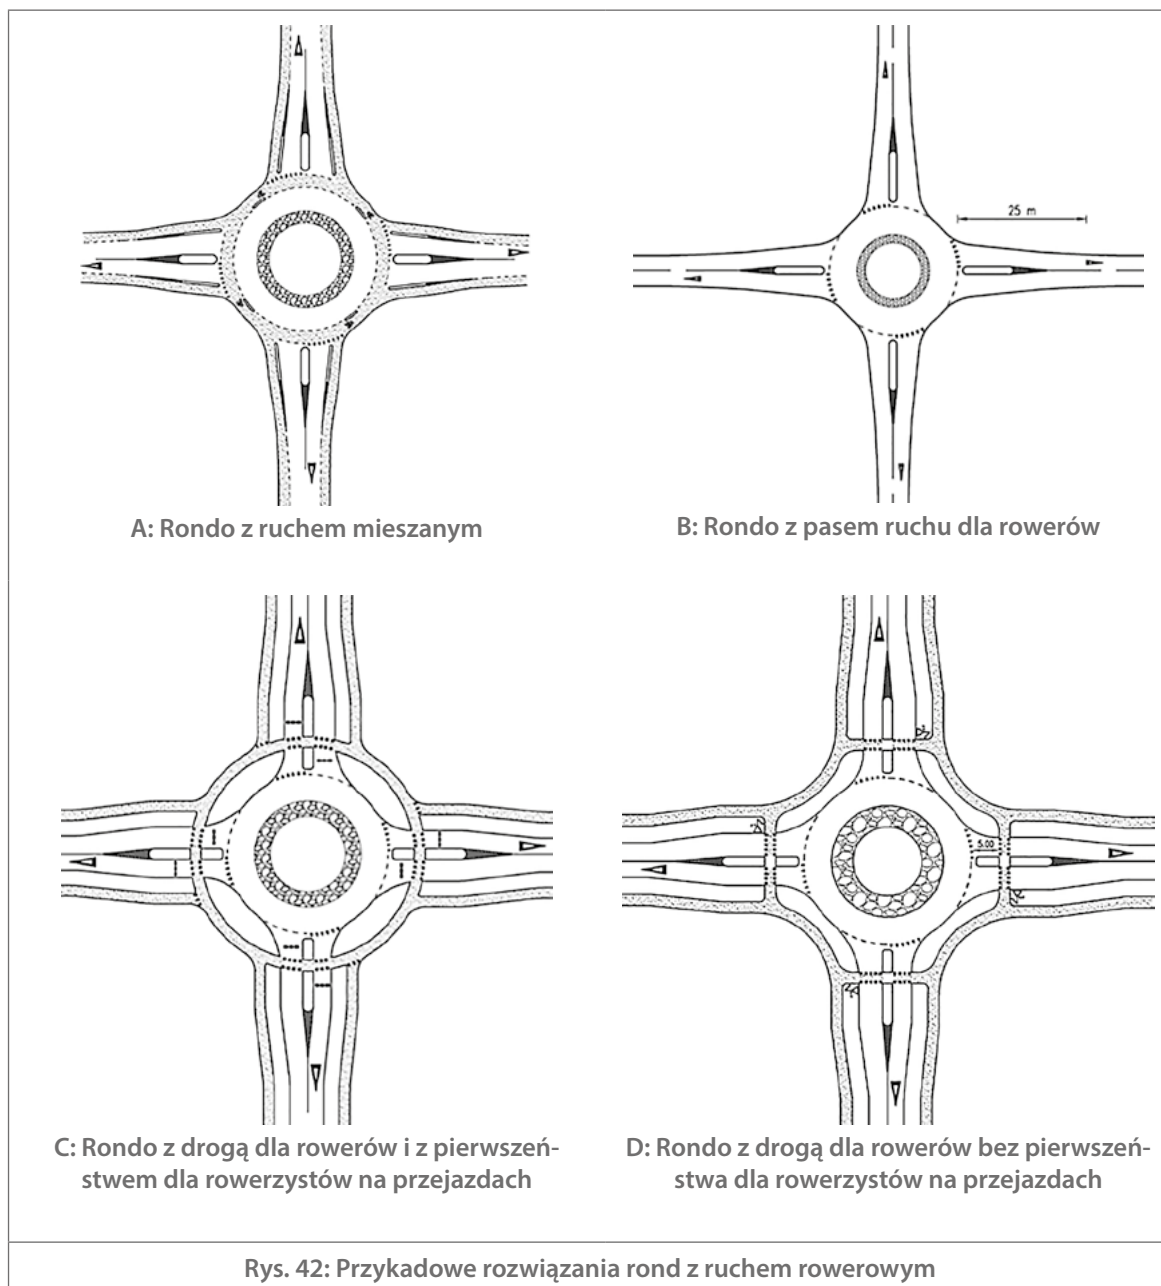 25 m
A: Rondo z ruchem mieszanym
B: Rondo z pasem ruchu dla rowerów
5.00
C: Rondo z drogą dla rowerów i z pierwszeń-
stwem dla rowerzystów na przejazdach
D: Rondo z drogą dla rowerów bez pierwszeń-
stwa dla rowerzystów na przejazdach
Rys. 42: Przykadowe rozwiązania rond z ruchem rowerowym